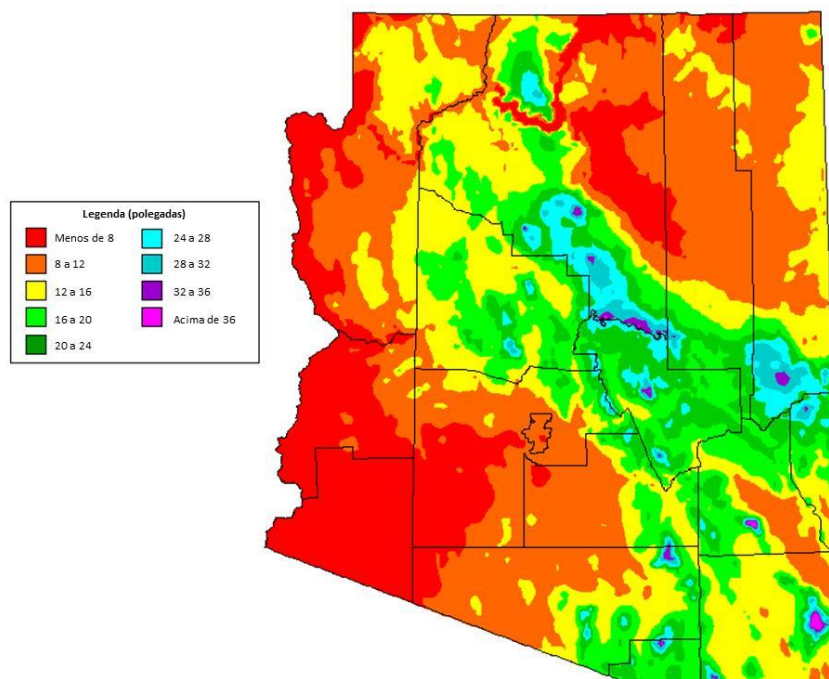 Legenda (polegadas)
Menos de 8
8 a 12
12 a 16
16 a 20
20 a 24
24 a 28
28 a 32
32 a 36
Acima de 36